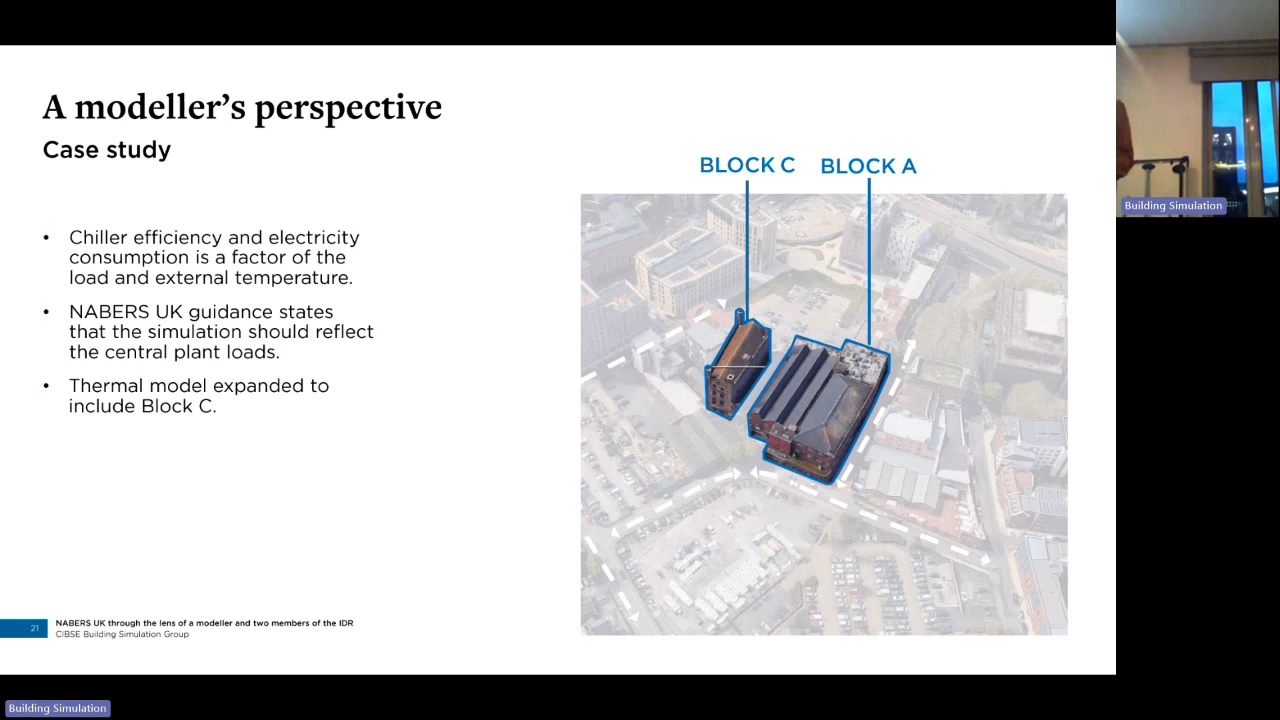 A modeller's perspective
Case study
BLOCK C
BLOCK A
• Chiller efficiency and electricity
consumption is a factor of the
load and external temperature.
• NABERS UK guidance states
that the simulation should reflect
the central plant loads.
• Thermal model expanded to
include Block C.
21
NABERS UK through the lens of a modeller and two members of the IDR
CIBSE Building Simulation Group
Building Simulation
Building Simulation